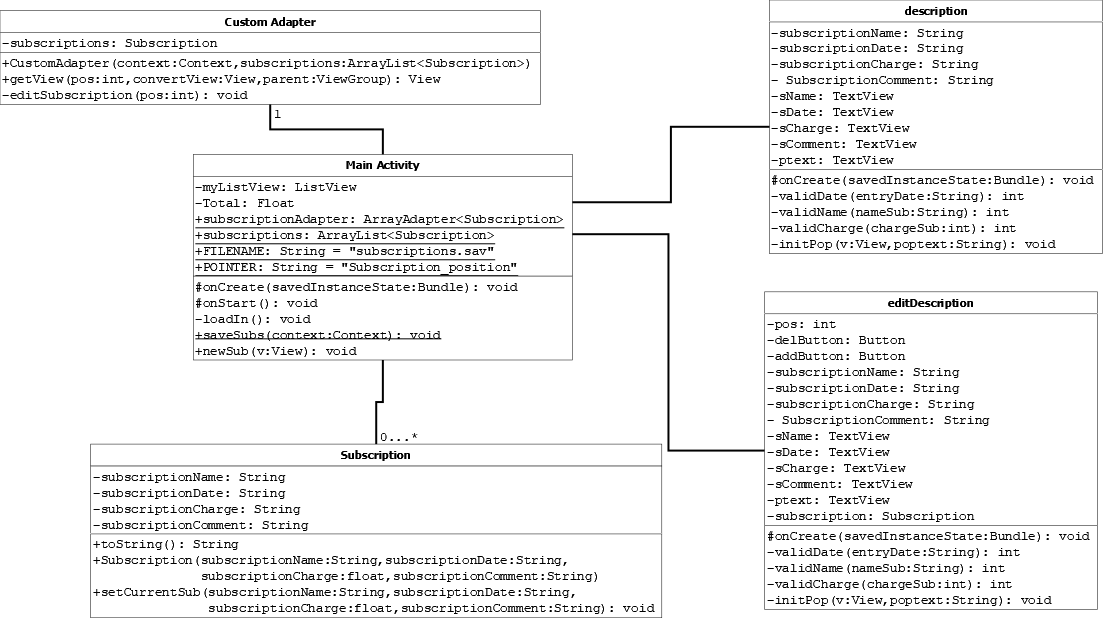 Custom Adapter
-subscriptions: Subscription
+CustomAdapter(context:Context,subscriptions:ArrayList<Subscription>)
+getView(pos:int,convertView:View,parent:ViewGroup): View
-editSubscription(pos:int): void
1
Main Activity
-myListView: ListView
-Total: Float
+subscriptionAdapter: ArrayAdapter<Subscription>
+subscriptions: ArrayList<Subscription>
+FILENAME: String = "subscriptions.sav"
+POINTER: String = "Subscription_position"
#onCreate(savedInstanceState:Bundle): void
#onStart(): void
-loadIn(): void
+saveSubs(context:Context): void
+newSub(v:View): void
0...*
Subscription
-subscriptionName: String
-subscriptionDate: String
-subscriptionCharge: String
-subscriptionComment: String
+toString(): String
+Subscription(subscriptionName:String,subscriptionDate:String,
subscriptionCharge:float,subscriptionComment:String)
+setCurrentSub(subscriptionName:String,subscriptionDate:String,
subscriptionCharge:float,subscriptionComment:String): void
description
-subscriptionName: String
-subscriptionDate: String
-subscriptionCharge: String
- SubscriptionComment: String
-sName: TextView
-sDate: TextView
-sCharge: TextView
-sComment: TextView
-ptext: TextView
#onCreate(savedInstanceState:Bundle): void
-validDate(entryDate:String): int
-validName(nameSub:String): int
-validCharge(chargeSub:int): int
-initPop(v:View,poptext:String): void
editDescription
-pos: int
-delButton: Button
-addButton: Button
-subscriptionName: String
-subscriptionDate: String
-subscriptionCharge: String
- SubscriptionComment: String
-sName: TextView
-sDate: TextView
-sCharge: TextView
-sComment: TextView
-ptext: TextView
-subscription: Subscription
#onCreate(savedInstanceState:Bundle): void
-validDate(entryDate:String): int
-validName(nameSub:String): int
-validCharge(chargeSub:int): int
-initPop(v:View,poptext:String): void